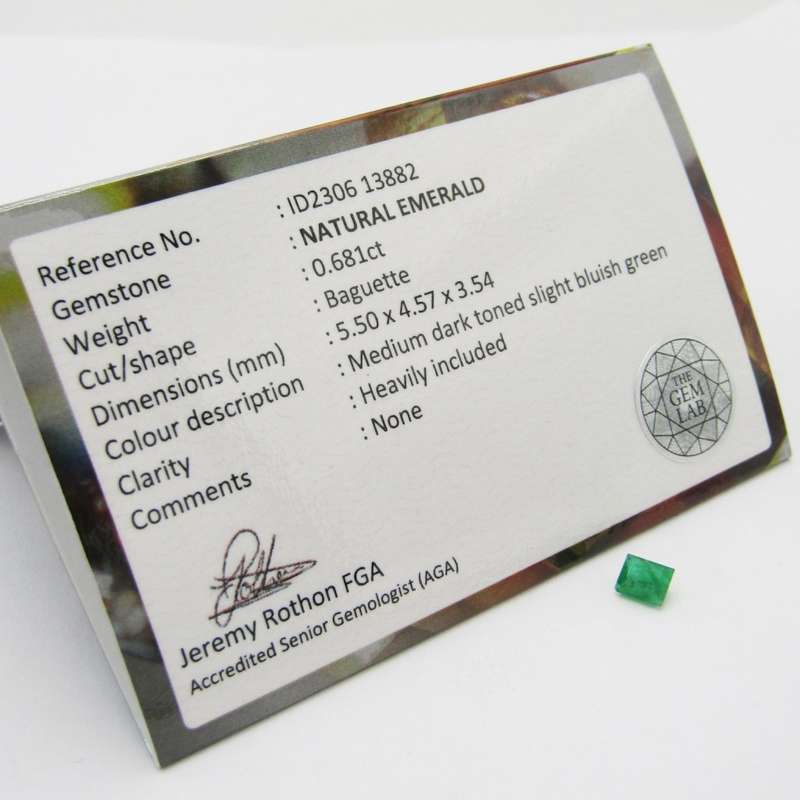 Reference No. : ID2306 13882
Gemstone : NATURAL EMERALD
Weight : 0.681ct
Cut/shape : Baguette
Dimensions (mm) : 5.50 x 4.57 x 3.54
Colour description : Medium dark toned slight bluish green
Clarity : Heavily included
Comments : None
THE
GEM
LAB
Jeremy Rothon FGA
Accredited Senior Gemologist (AGA)